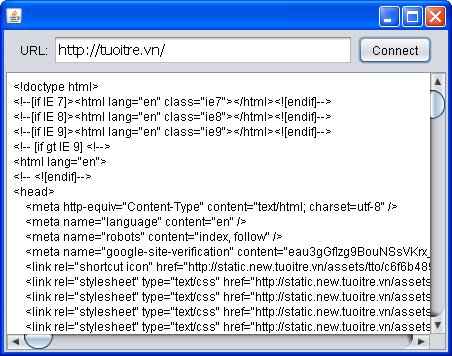 URL: http://tuoitre.vn/ Connect
<!doctype html>
<!--[if IE 7]><html lang="en" class="ie7"></html><![endif]-->
<!--[if IE 8]><html lang="en" class="ie8"></html><![endif]-->
<!--[if IE 9]><html lang="en" class="ie9"></html><![endif]-->
<!-- [if gt IE 9] <!-->
<html lang="en">
<!-- <![endif]-->
<head>
<meta http-equiv="Content-Type" content="text/html; charset=utf-8" />
<meta name="language" content="en" />
<meta name="robots" content="index, follow" />
<meta name="google-site-verification" content="eau3gGflzg9BouNSsVKrx_
<link rel="shortcut icon" href="http://static.new.tuoitre.vn/assets/tto/c6f6b489
<link rel="stylesheet" type="text/css" href="http://static.new.tuoitre.vn/assets
<link rel="stylesheet" type="text/css" href="http://static.new.tuoitre.vn/assets
<link rel="stylesheet" type="text/css" href="http://static.new.tuoitre.vn/assets
<link rel="stylesheet" type="text/css" href="http://static.new.tuoitre.vn/assets